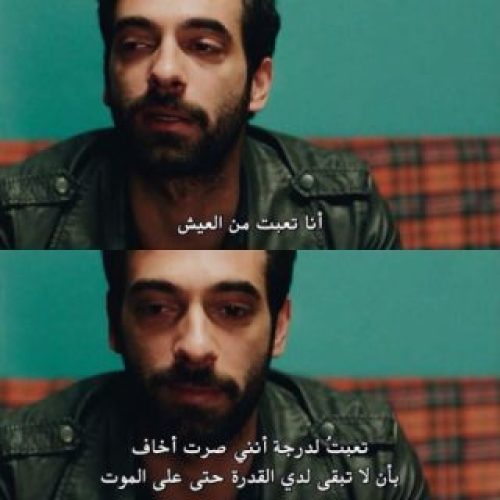 أنا تعبت من العيش
تعبتُ لدرجة أنني صرت أخاف
بأن لا تبقى لدي القدرة حتى على الموت